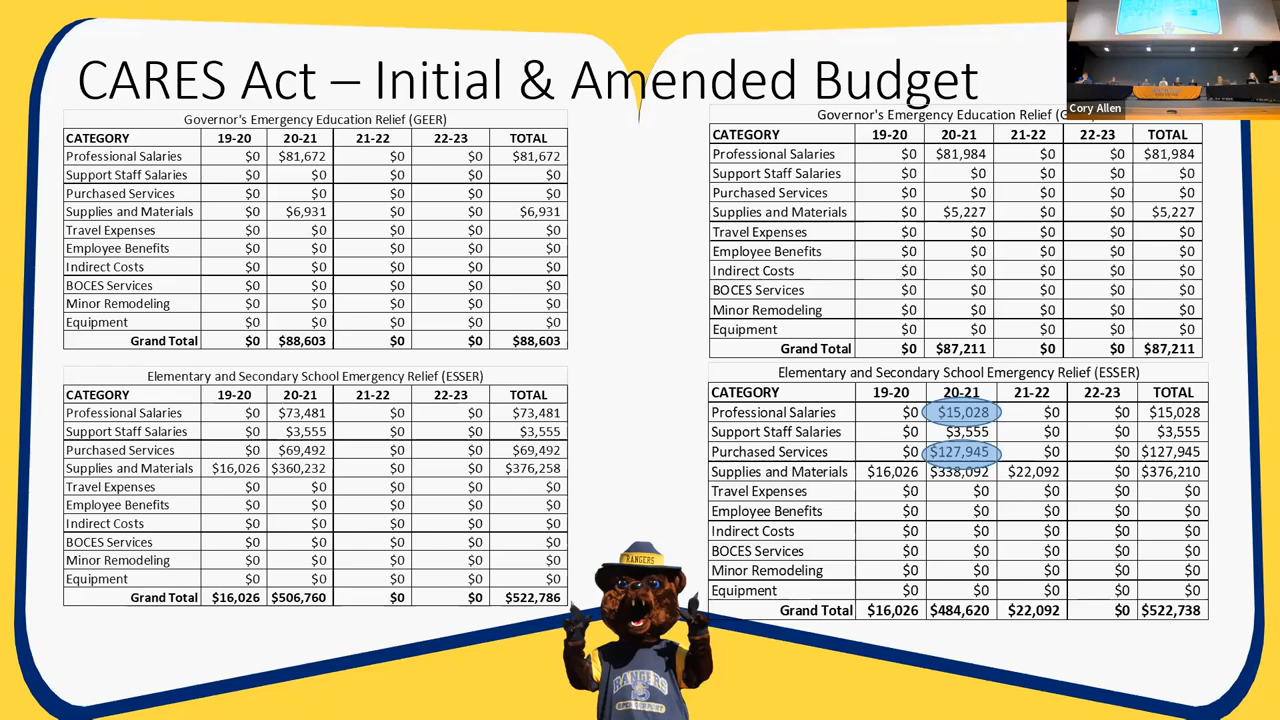 CARES Act – Initial & Amended Budget
Cory Allen
Governor's Emergency Education Relief (GEER)
CATEGORY 19-20 20-21 21-22 22-23 TOTAL
Professional Salaries $0 $81,672 $0 $0 $81,672
Support Staff Salaries $0 $0 $0 $0 $0
Purchased Services $0 $0 $0 $0 $0
Supplies and Materials $0 $6,931 $0 $0 $6,931
Travel Expenses $0 $0 $0 $0 $0
Employee Benefits $0 $0 $0 $0 $0
Indirect Costs $0 $0 $0 $0 $0
BOCES Services $0 $0 $0 $0 $0
Minor Remodeling $0 $0 $0 $0 $0
Equipment $0 $0 $0 $0 $0
Grand Total $0 $88,603 $0 $0 $88,603
Elementary and Secondary School Emergency Relief (ESSER)
CATEGORY 19-20 20-21 21-22 22-23 TOTAL
Professional Salaries $0 $73,481 $0 $0 $73,481
Support Staff Salaries $0 $3,555 $0 $0 $3,555
Purchased Services $0 $69,492 $0 $0 $69,492
Supplies and Materials $16,026 $360,232 $0 $0 $376,258
Travel Expenses $0 $0 $0 $0 $0
Employee Benefits $0 $0 $0 $0 $0
Indirect Costs $0 $0 $0 $0 $0
BOCES Services $0 $0 $0 $0 $0
Minor Remodeling $0 $0 $0 $0 $0
Equipment $0 $0 $0 $0 $0
Grand Total $16,026 $506,760 $0 $0 $522,786
Governor's Emergency Education Relief
CATEGORY 19-20 20-21 21-22 22-23 TOTAL
Professional Salaries $0 $81,984 $0 $0 $81,984
Support Staff Salaries $0 $0 $0 $0 $0
Purchased Services $0 $0 $0 $0 $0
Supplies and Materials $0 $5,227 $0 $0 $5,227
Travel Expenses $0 $0 $0 $0 $0
Employee Benefits $0 $0 $0 $0 $0
Indirect Costs $0 $0 $0 $0 $0
BOCES Services $0 $0 $0 $0 $0
Minor Remodeling $0 $0 $0 $0 $0
Equipment $0 $0 $0 $0 $0
Grand Total $0 $87,211 $0 $0 $87,211
Elementary and Secondary School Emergency Relief (ESSER)
CATEGORY 19-20 20-21 21-22 22-23 TOTAL
Professional Salaries $0 $15,028 $0 $0 $15,028
Support Staff Salaries $0 $3,555 $0 $0 $3,555
Purchased Services $0 $127,945 $0 $0 $127,945
Supplies and Materials $16,026 $338,092 $22,092 $0 $376,210
Travel Expenses $0 $0 $0 $0 $0
Employee Benefits $0 $0 $0 $0 $0
Indirect Costs $0 $0 $0 $0 $0
BOCES Services $0 $0 $0 $0 $0
Minor Remodeling $0 $0 $0 $0 $0
Equipment $0 $0 $0 $0 $0
Grand Total $16,026 $484,620 $22,092 $0 $522,738
RANGERS
RANGERS